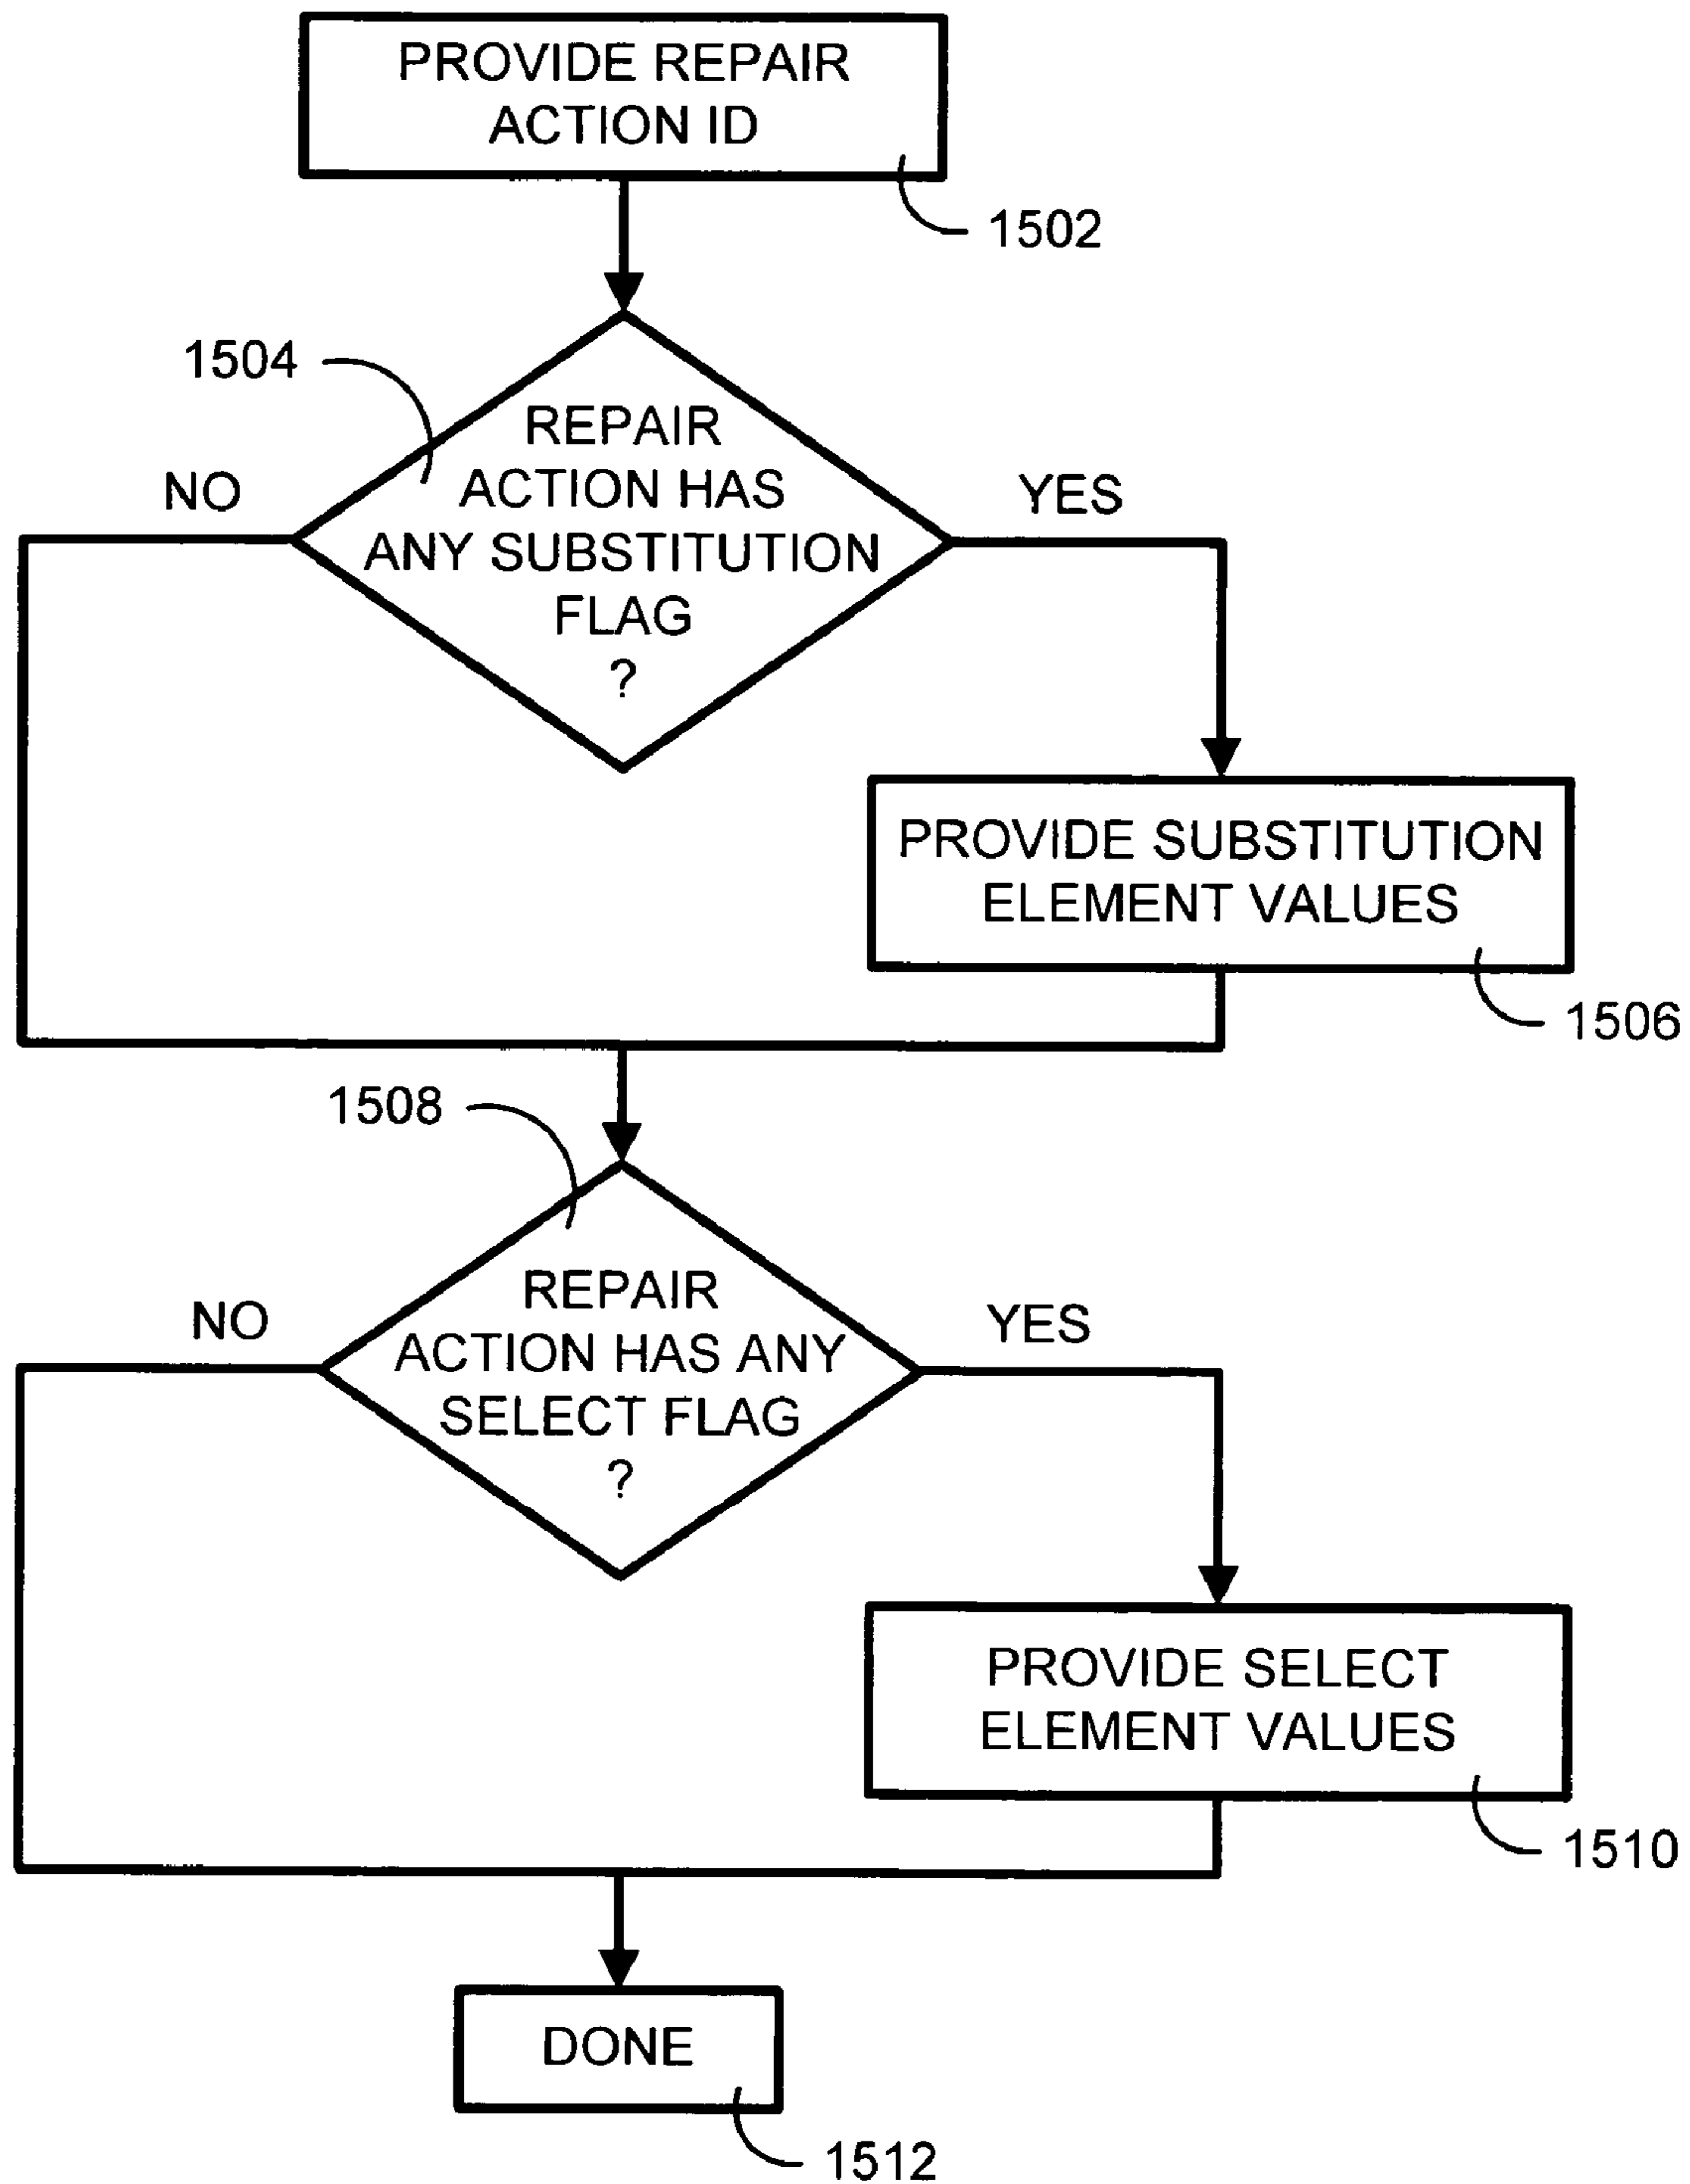 PROVIDE REPAIR
ACTION ID
1502
1504
REPAIR
ACTION HAS
ANY SUBSTITUTION
FLAG
?
NO
YES
PROVIDE SUBSTITUTION
ELEMENT VALUES
1506
1508
REPAIR
ACTION HAS ANY
SELECT FLAG
?
NO
YES
PROVIDE SELECT
ELEMENT VALUES
1510
DONE
1512